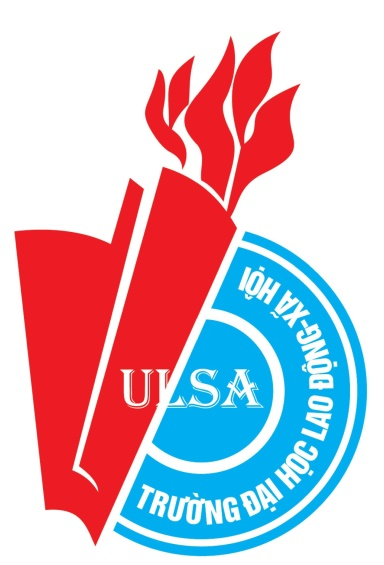 ULSA
TRƯỜNG ĐẠI HỌC LAO ĐỘNG-XÃ HỘI